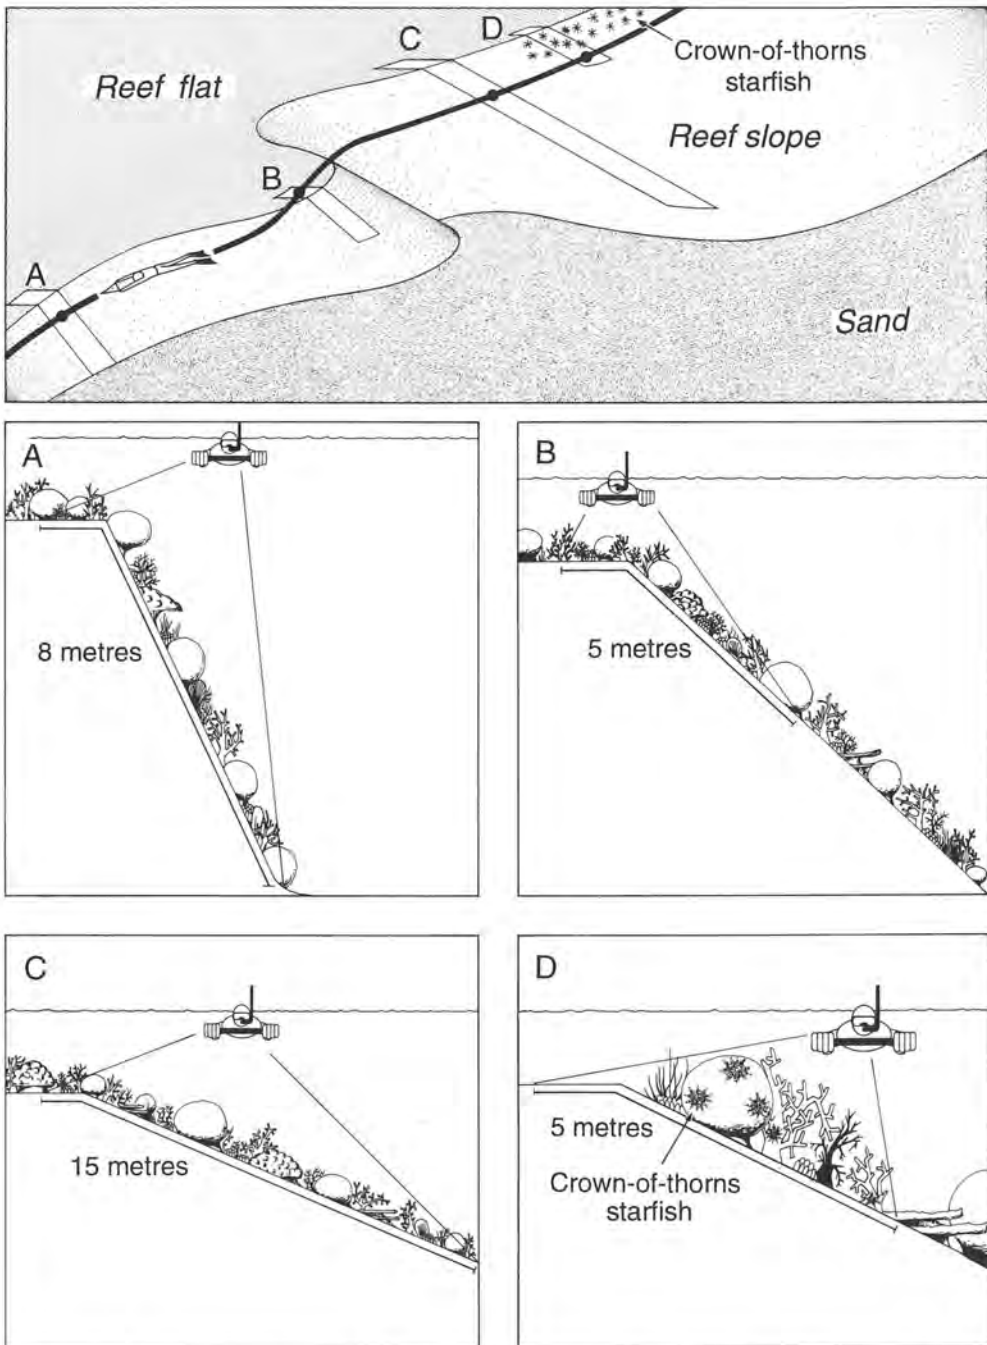 C
D
Crown-of-thorns
starfish
Reef flat
Reef slope
B
A
Sand
A
8 metres
B
5 metres
C
15 metres
D
5 metres
Crown-of-thorns
starfish